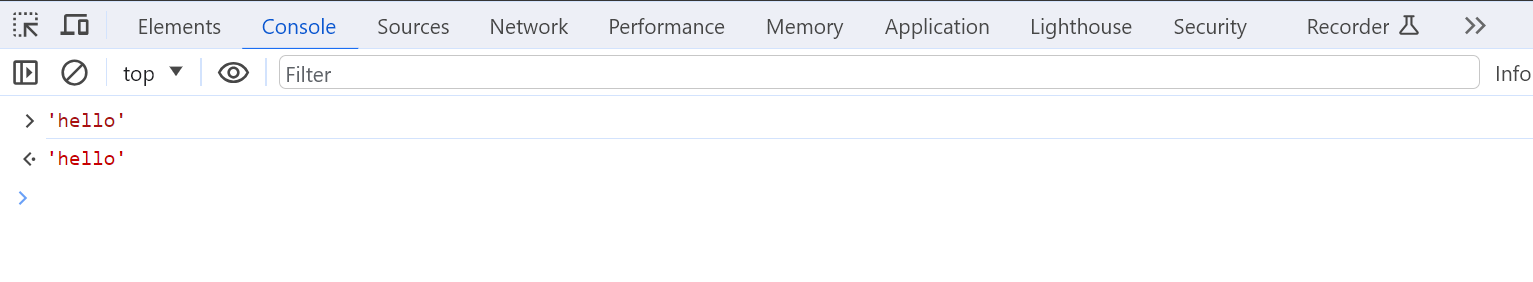 Elements Console Sources Network Performance Memory Application Lighthouse Security Recorder
top Filter Info
'hello'
'hello'